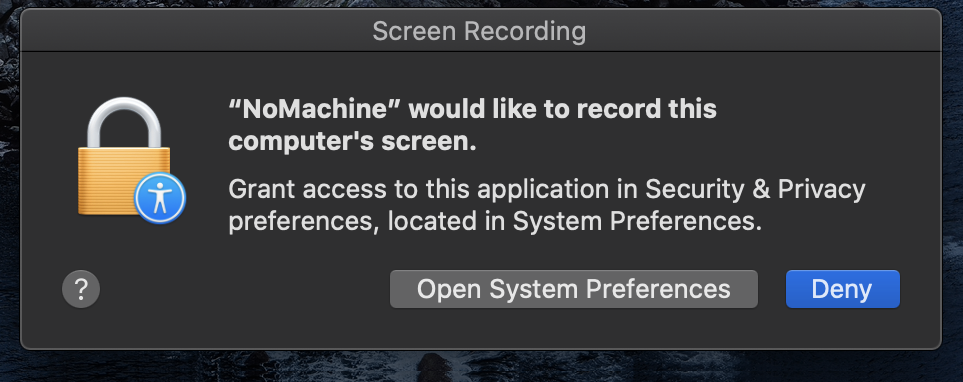 Screen Recording
“NoMachine” would like to record this
computer's screen.
Grant access to this application in Security & Privacy
preferences, located in System Preferences.
?
Open System Preferences
Deny